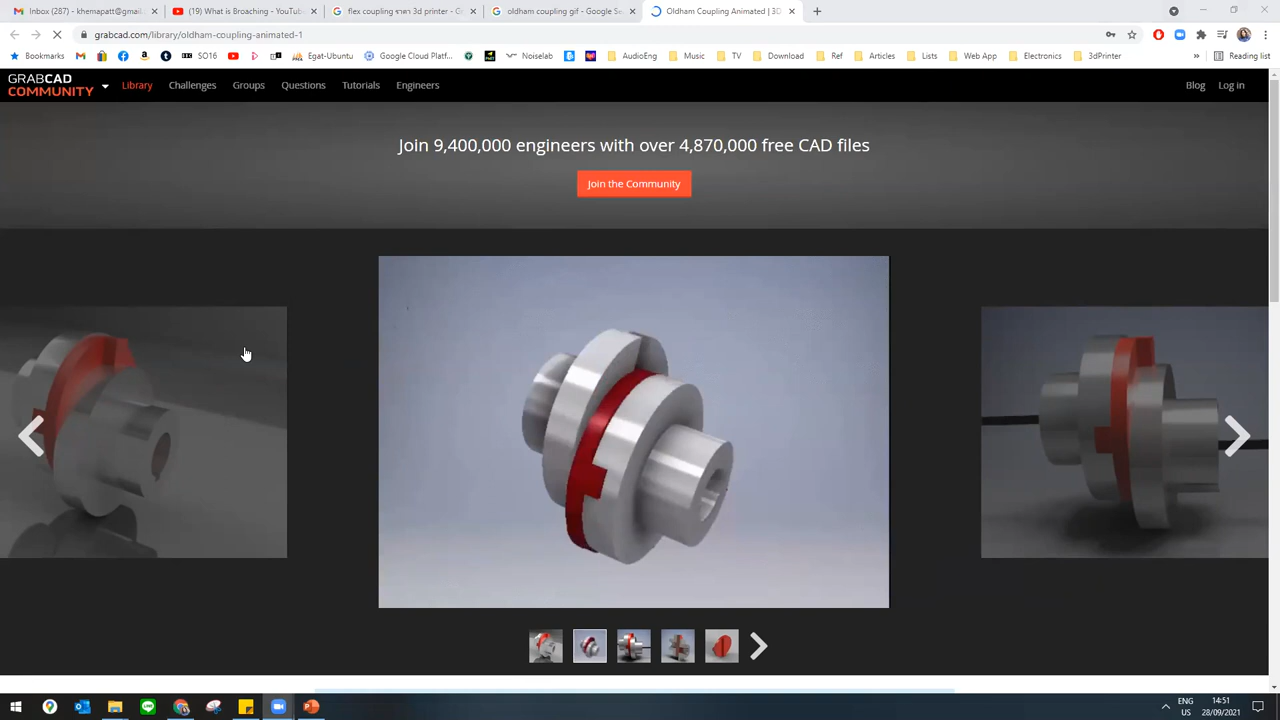 Inbox (287) - khemapatt@gmail
(19) What is Broaching - YouTub
flex coupling ราคา 3d printer - G
oldham coupling gif - Google Se
Oldham Coupling Animated | 3D
grabcad.com/library/oldham-coupling-animated-1
Bookmarks
SO16
Egat-Ubuntu
Google Cloud Platf...
Noiselab
AudioEng
Music
TV
Download
Ref
Articles
Lists
Web App
Electronics
3dPrinter
»
Reading list
GRABCAD
COMMUNITY
Library
Challenges
Groups
Questions
Tutorials
Engineers
Blog
Log in
Join 9,400,000 engineers with over 4,870,000 free CAD files
Join the Community
ENG
US
14:51
28/09/2021